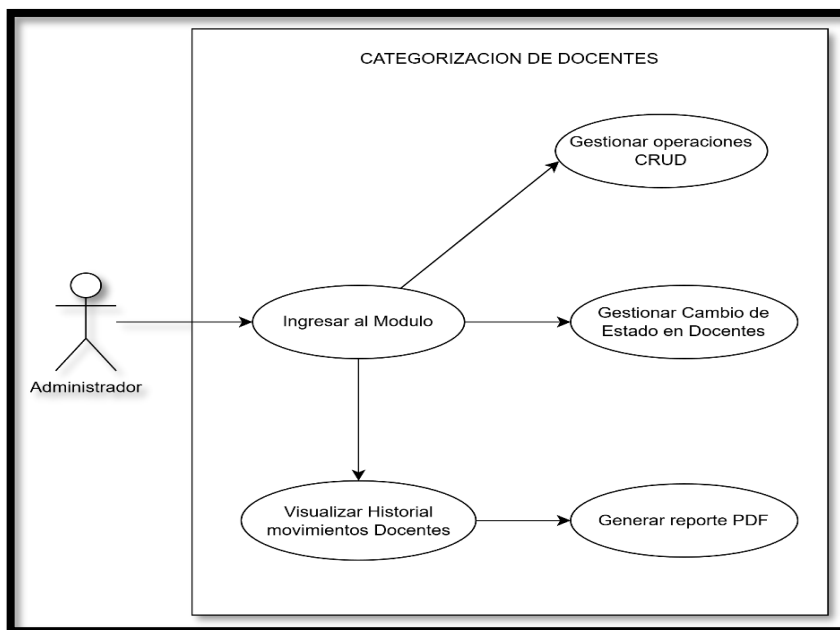 CATEGORIZACION DE DOCENTES
Gestionar operaciones
CRUD
Ingresar al Modulo
Gestionar Cambio de
Estado en Docentes
Administrador
Visualizar Historial
movimientos Docentes
Generar reporte PDF